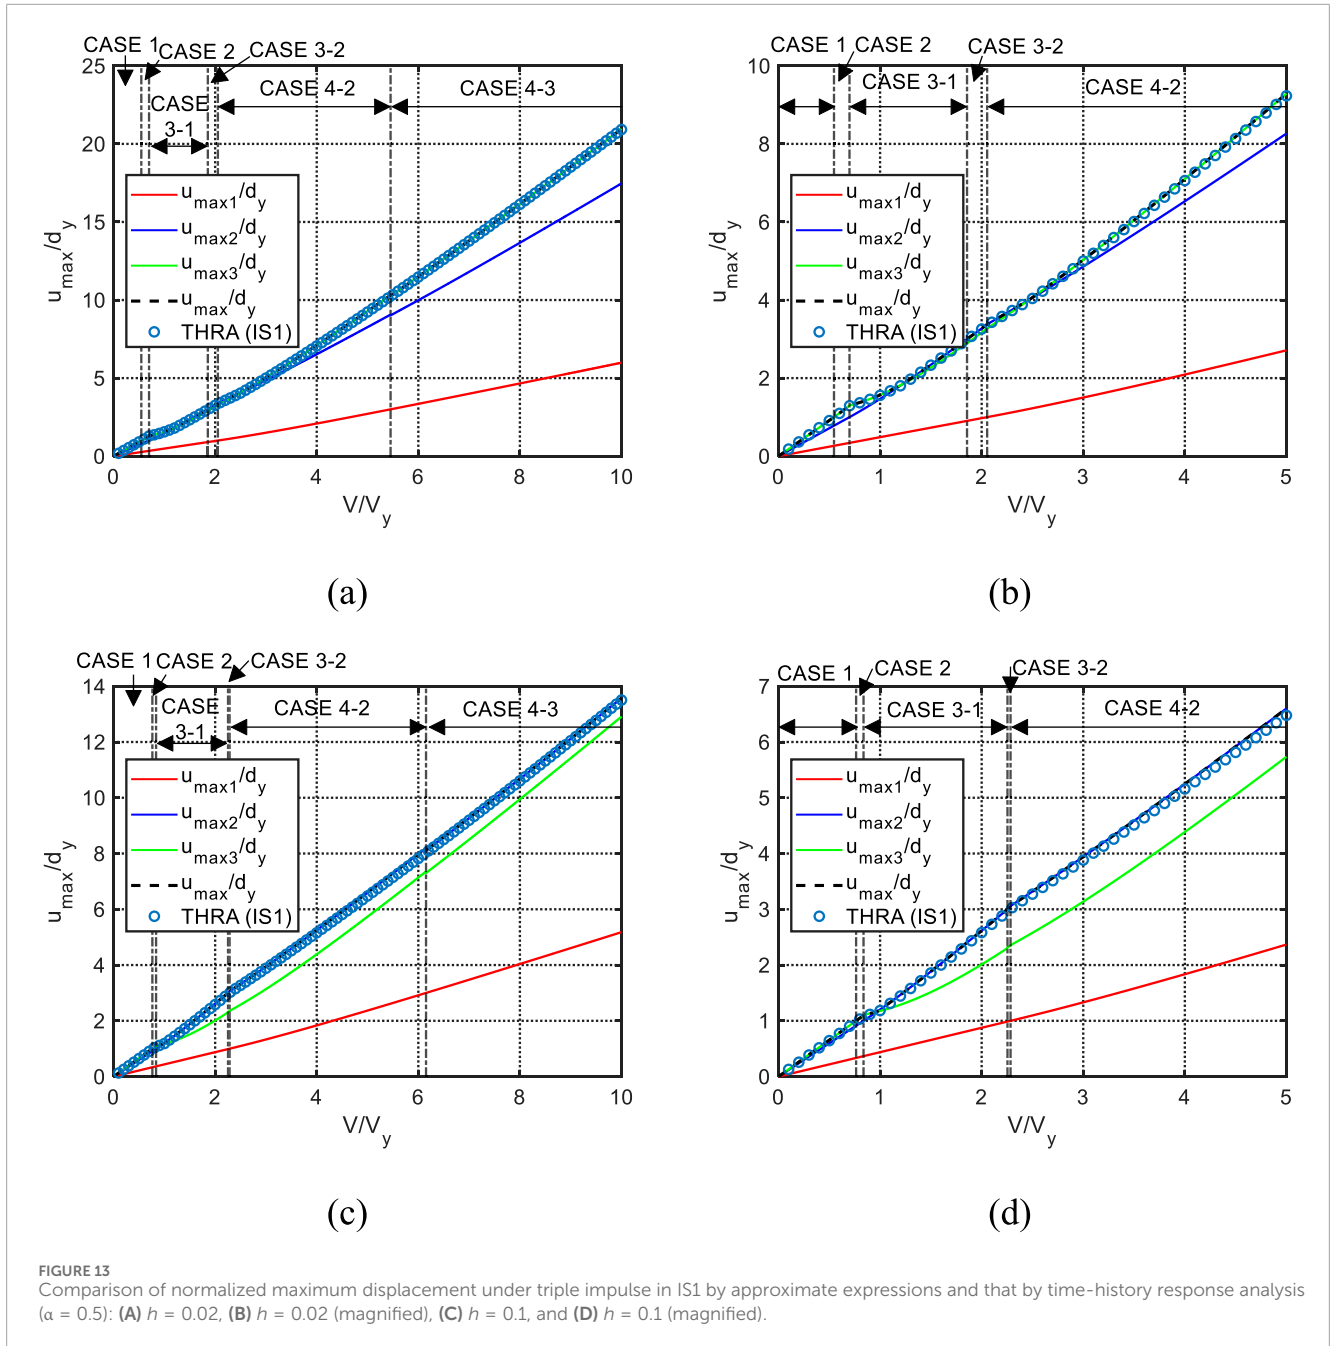 CASE 1
CASE 2
CASE 3-2
CASE 4-2
CASE 4-3
CASE
3-1
25
20
15
10
5
0
u_max/d_y
u_max1/d_y
u_max2/d_y
u_max3/d_y
u_max/d_y
THRA (IS1)
0 2 4 6 8 10
V/V_y
(a)
CASE 1
CASE 2
CASE 3-2
CASE 3-1
CASE 4-2
10
8
6
4
2
0
u_max/d_y
u_max1/d_y
u_max2/d_y
u_max3/d_y
u_max/d_y
THRA (IS1)
0 1 2 3 4 5
V/V_y
(b)
CASE 1
CASE 2
CASE 3-2
CASE
3-1
CASE 4-2
CASE 4-3
14
12
10
8
6
4
2
0
u_max/d_y
u_max1/d_y
u_max2/d_y
u_max3/d_y
u_max/d_y
THRA (IS1)
0 2 4 6 8 10
V/V_y
(c)
CASE 1
CASE 2
CASE 3-2
CASE 3-1
CASE 4-2
7
6
5
4
3
2
1
0
u_max/d_y
u_max1/d_y
u_max2/d_y
u_max3/d_y
u_max/d_y
THRA (IS1)
0 1 2 3 4 5
V/V_y
(d)
FIGURE 13
Comparison of normalized maximum displacement under triple impulse in IS1 by approximate expressions and that by time-history response analysis
(α = 0.5): (A) h = 0.02, (B) h = 0.02 (magnified), (C) h = 0.1, and (D) h = 0.1 (magnified).